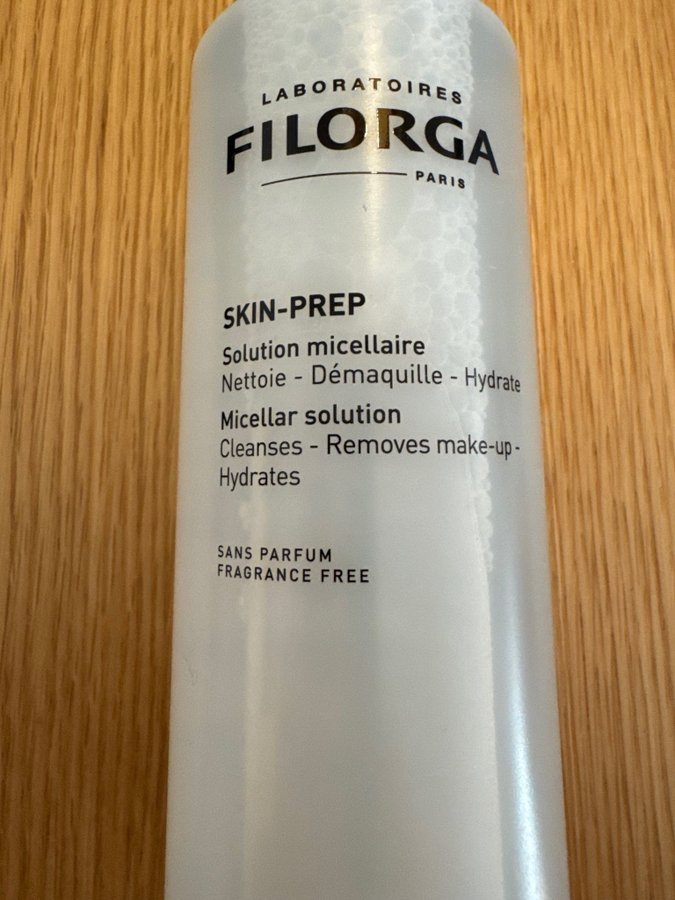 LABORATOIRES
FILORGA
PARIS
SKIN-PREP
Solution micellaire
Nettoie - Démaquille - Hydrate
Micellar solution
Cleanses - Removes make-up -
Hydrates
SANS PARFUM
FRAGRANCE FREE